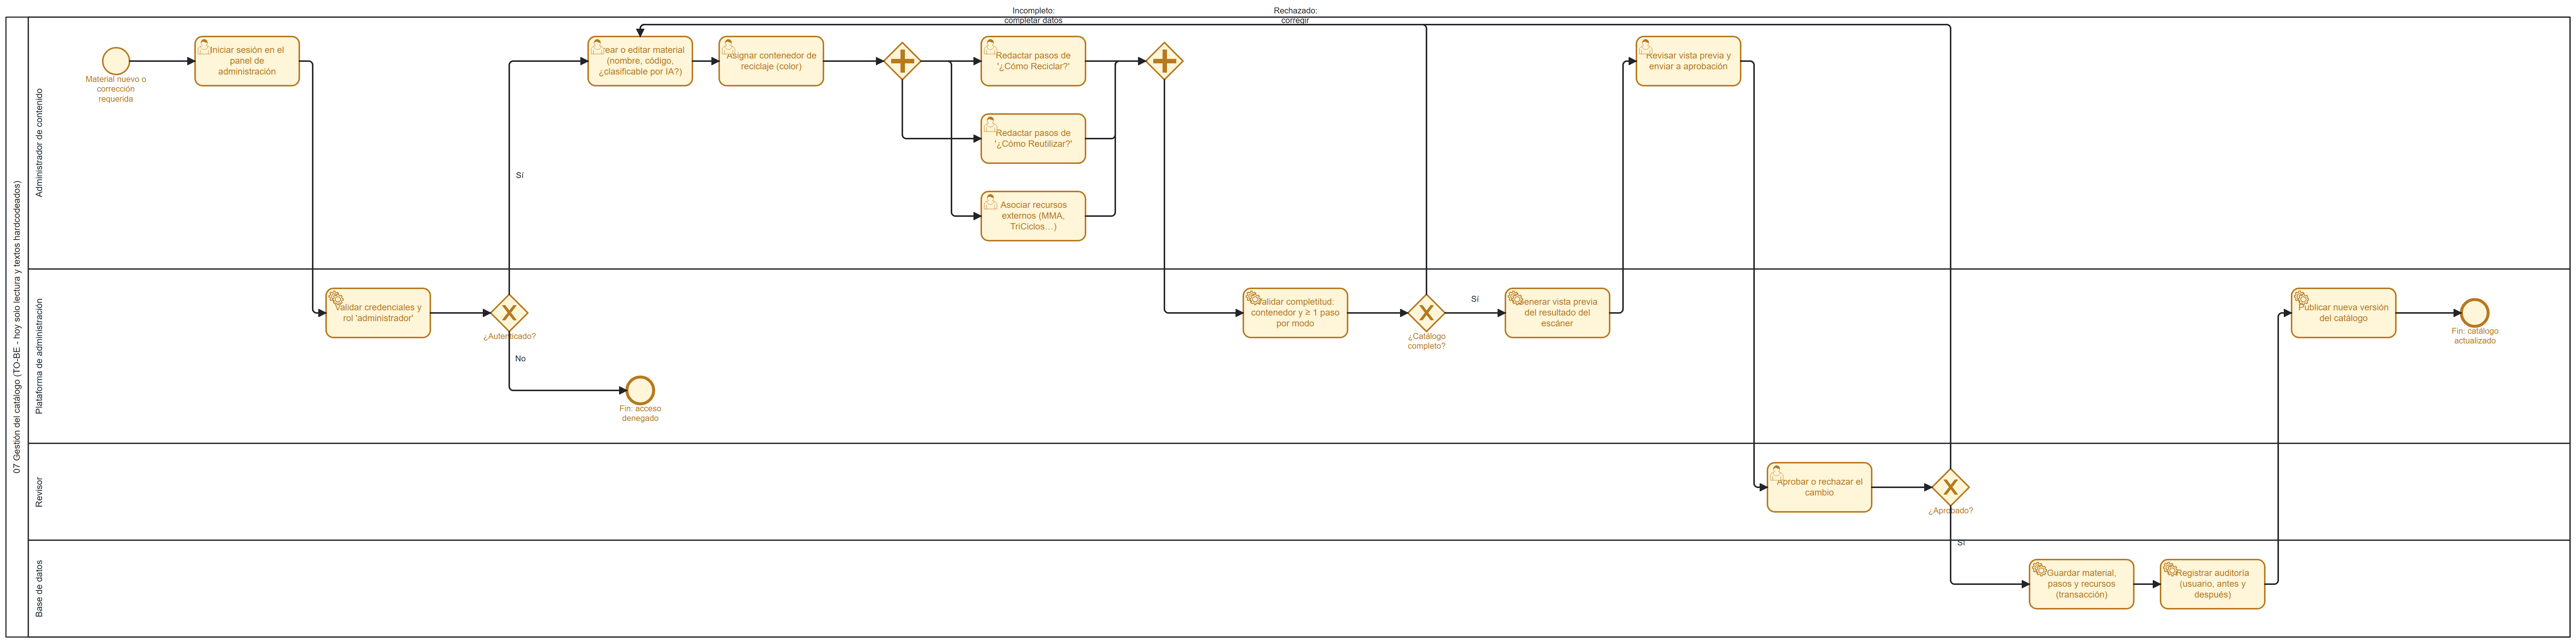 Incompleto:
completar datos
Rechazado:
corregir
07 Gestión del catálogo (TO-BE - hoy solo lectura y textos hardcodeados)
Administrador de contenido
Material nuevo o
corrección
requerida
Iniciar sesión en el
panel de
administración
Sí
rear o editar material
(nombre, código,
¿clasificable por IA?)
Asignar contenedor de
reciclaje (color)
Redactar pasos de
'¿Cómo Reciclar?'
Redactar pasos de
'¿Cómo Reutilizar?'
Asociar recursos
externos (MMA,
TriCiclos…)
Revisar vista previa y
enviar a aprobación
Plataforma de administración
Validar credenciales y
rol 'administrador'
¿Autenticado?
No
Fin: acceso
denegado
Validar completitud:
contenedor y ≥ 1 paso
por modo
¿Catálogo
completo?
Sí
Generar vista previa
del resultado del
escáner
Publicar nueva versión
del catálogo
Fin: catálogo
actualizado
Revisor
Aprobar o rechazar el
cambio
¿Aprobado?
Sí
Base de datos
Guardar material,
pasos y recursos
(transacción)
Registrar auditoría
(usuario, antes y
después)